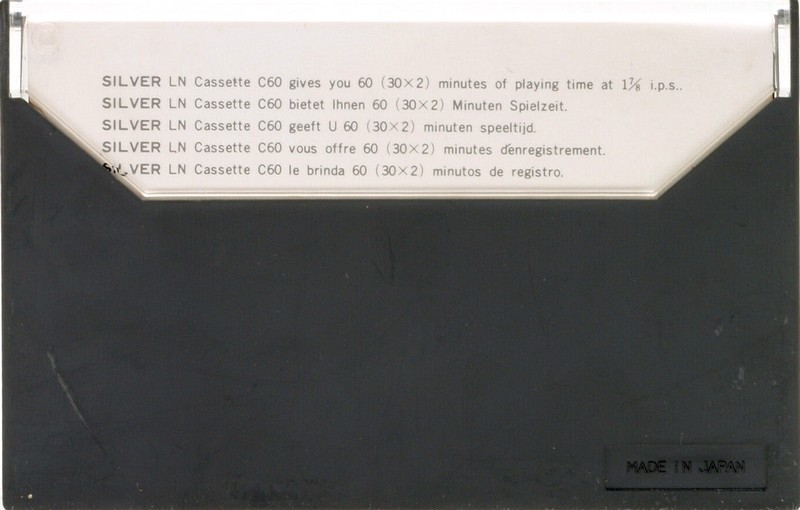 SILVER LN Cassette C60 gives you 60 (30×2) minutes of playing time at 1⅞ i.p.s..
SILVER LN Cassette C60 bietet Ihnen 60 (30×2) Minuten Spielzeit.
SILVER LN Cassette C60 geeft U 60 (30×2) minuten speeltijd.
SILVER LN Cassette C60 vous offre 60 (30×2) minutes d'enregistrement.
SILVER LN Cassette C60 le brinda 60 (30×2) minutos de registro.
MADE IN JAPAN